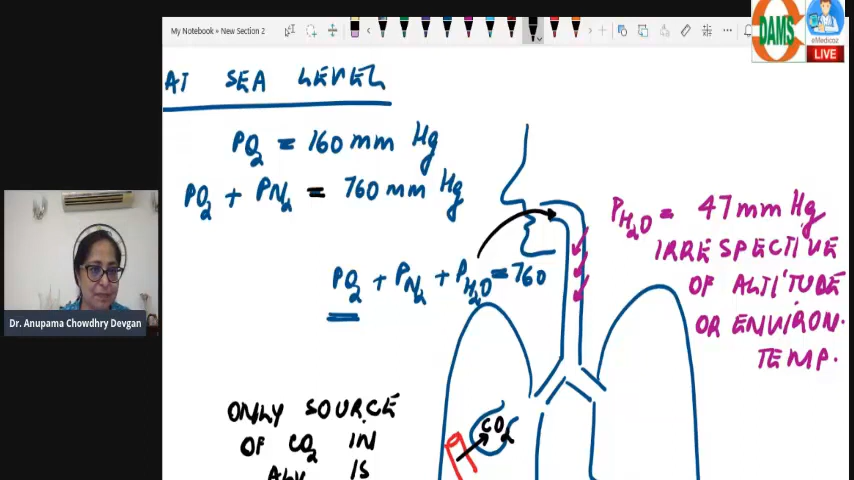 My Notebook » New Section 2
DAMS
eMedicoz
LIVE
AT SEA LEVEL
PO2 = 160 mm Hg
PO2 + PN2 = 760 mm Hg
PO2 + PN2 + PH2O = 760
PH2O = 47 mm Hg
IRRESPECTIVE
OF ALTITUDE
OR ENVIRON.
TEMP.
Dr. Anupama Chowdhry Devgan
ONLY SOURCE
OF CO2 IN
ALV IS
CO2